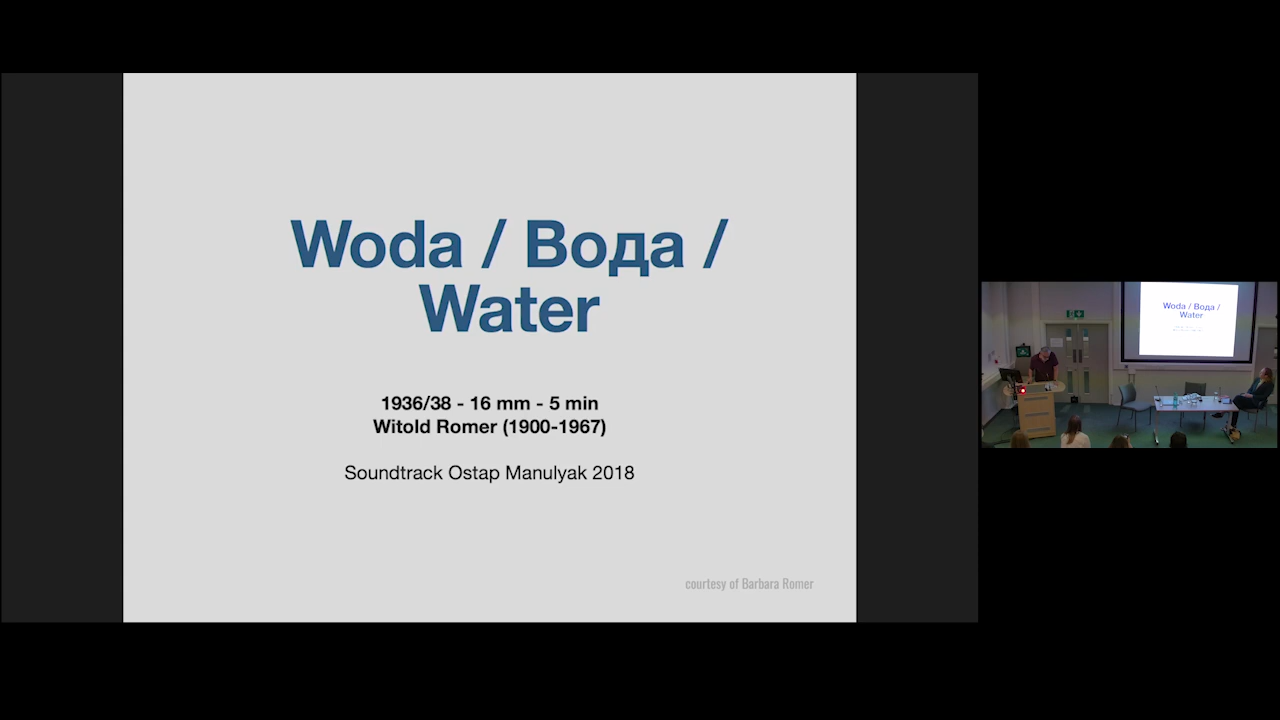 Woda / Вода /
Water
1936/38 - 16 mm - 5 min
Witold Romer (1900-1967)
Soundtrack Ostap Manulyak 2018
courtesy of Barbara Romer
Woda / Вода /
Water